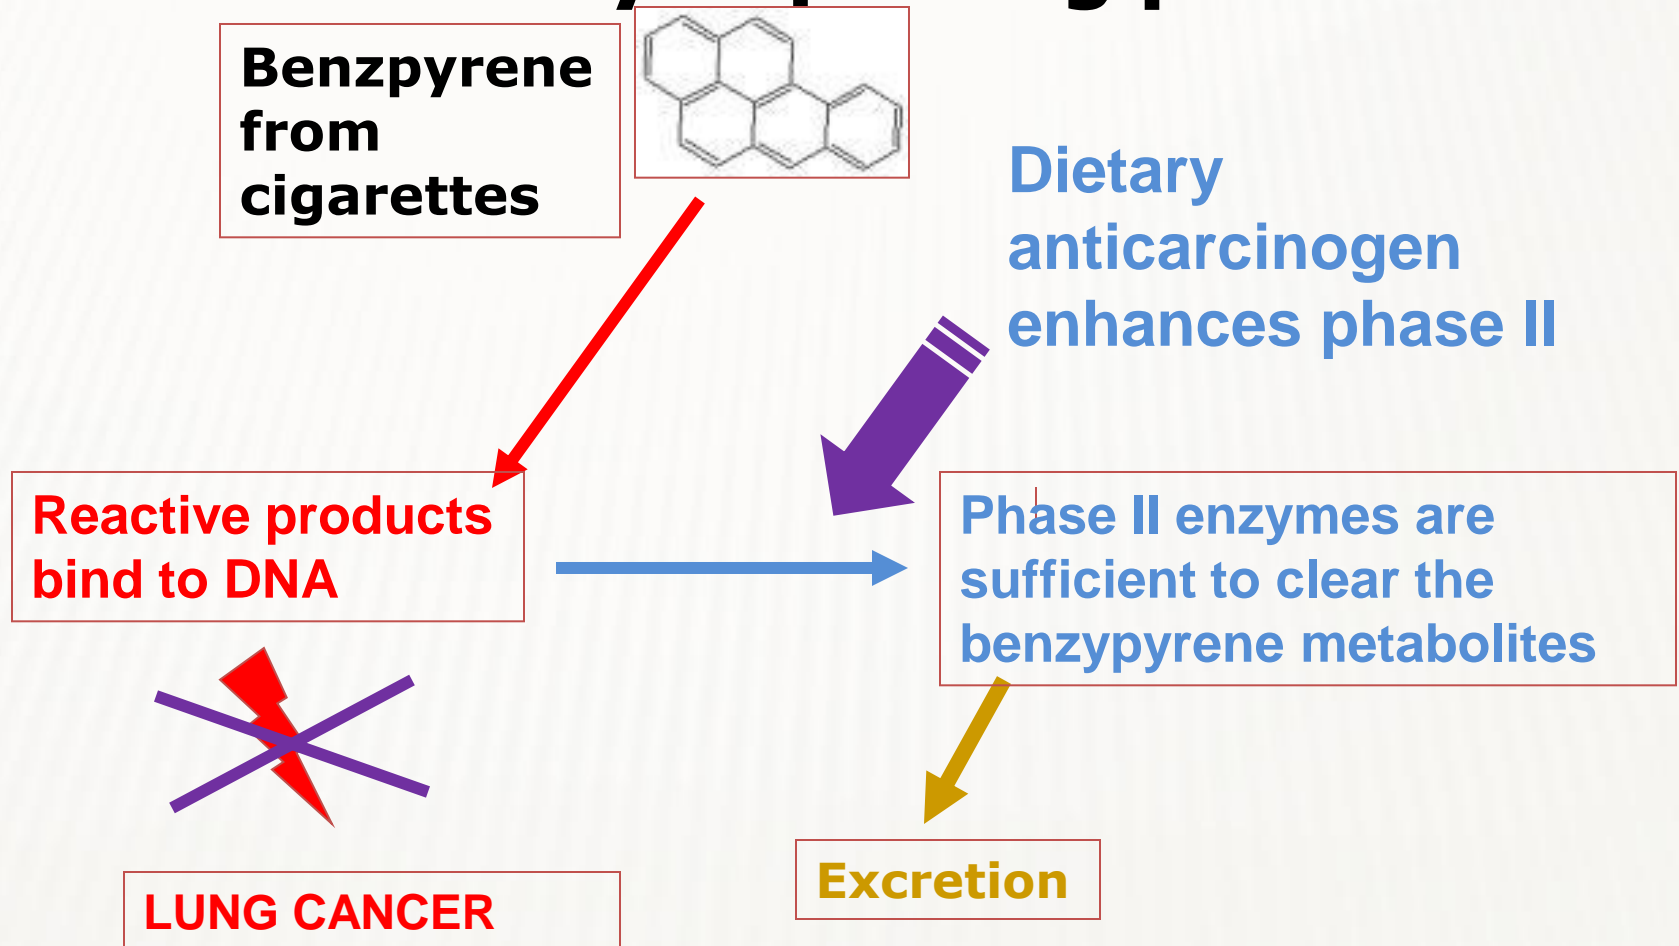 Benzpyrene
from
cigarettes
Dietary
anticarcinogen
enhances phase II
Reactive products
bind to DNA
Phase II enzymes are
sufficient to clear the
benzypyrene metabolites
Excretion
LUNG CANCER